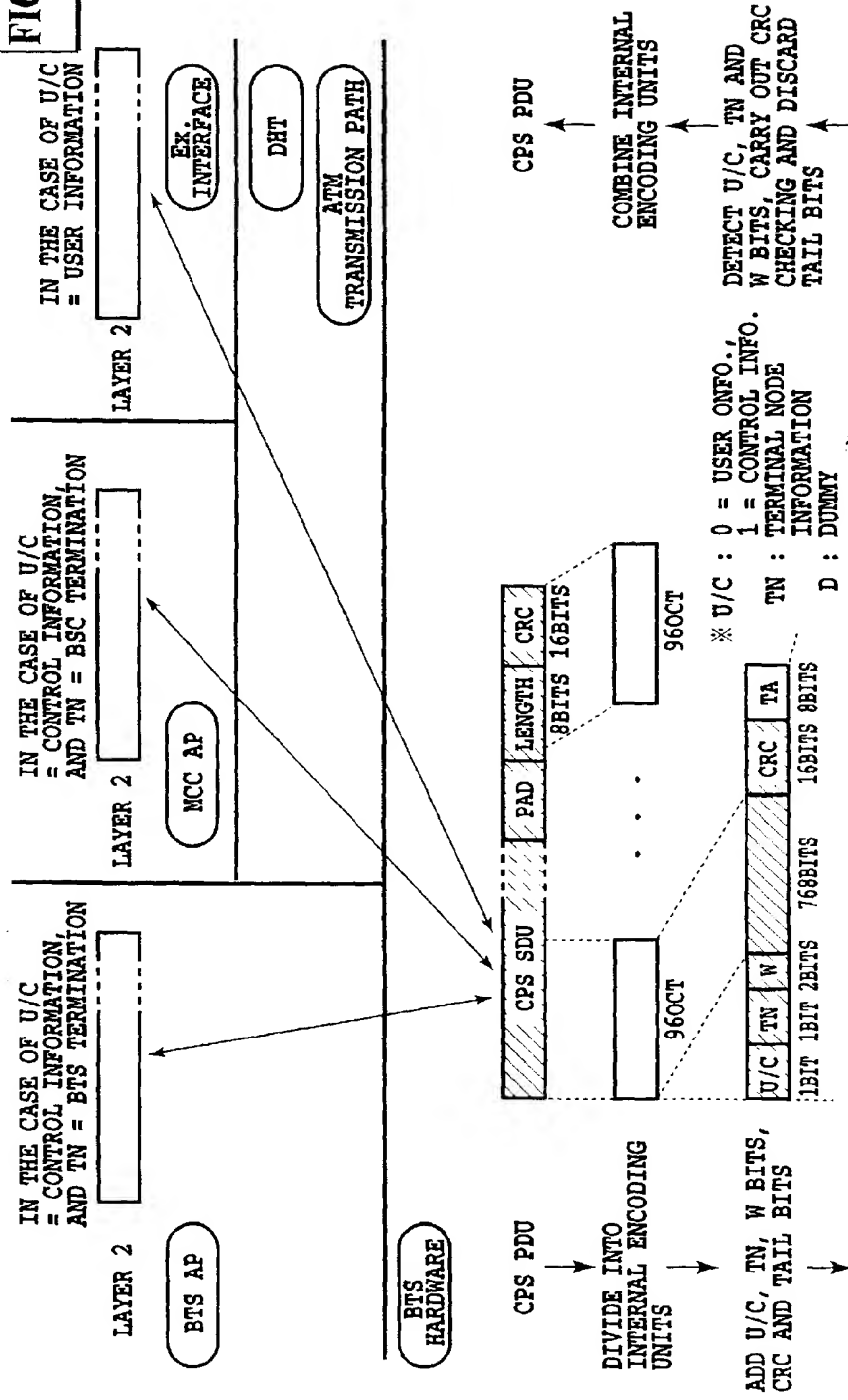 FIG
IN THE CASE OF U/C
= CONTROL INFORMATION,
AND TN = BTS TERMINATION
LAYER 2
BTS AP
IN THE CASE OF U/C
= CONTROL INFORMATION,
AND TN = BSC TERMINATION
LAYER 2
MCC AP
IN THE CASE OF U/C
= USER INFORMATION
LAYER 2
EX.
INTERFACE
DHT
ATM
TRANSMISSION PATH
BTS
HARDWARE
CPS PDU
DIVIDE INTO
INTERNAL ENCODING
UNITS
ADD U/C, TN, W BITS,
CRC AND TAIL BITS
CPS SDU PAD LENGTH CRC
8BITS 16BITS
96OCT
. . .
96OCT
U/C TN W CRC TA
1BIT 1BIT 2BITS 768BITS 16BITS 8BITS
※ U/C : 0 = USER ONFO.,
1 = CONTROL INFO.
TN : TERMINAL NODE
INFORMATION
D : DUMMY
CPS PDU
COMBINE INTERNAL
ENCODING UNITS
DETECT U/C, TN AND
W BITS, CARRY OUT CRC
CHECKING AND DISCARD
TAIL BITS